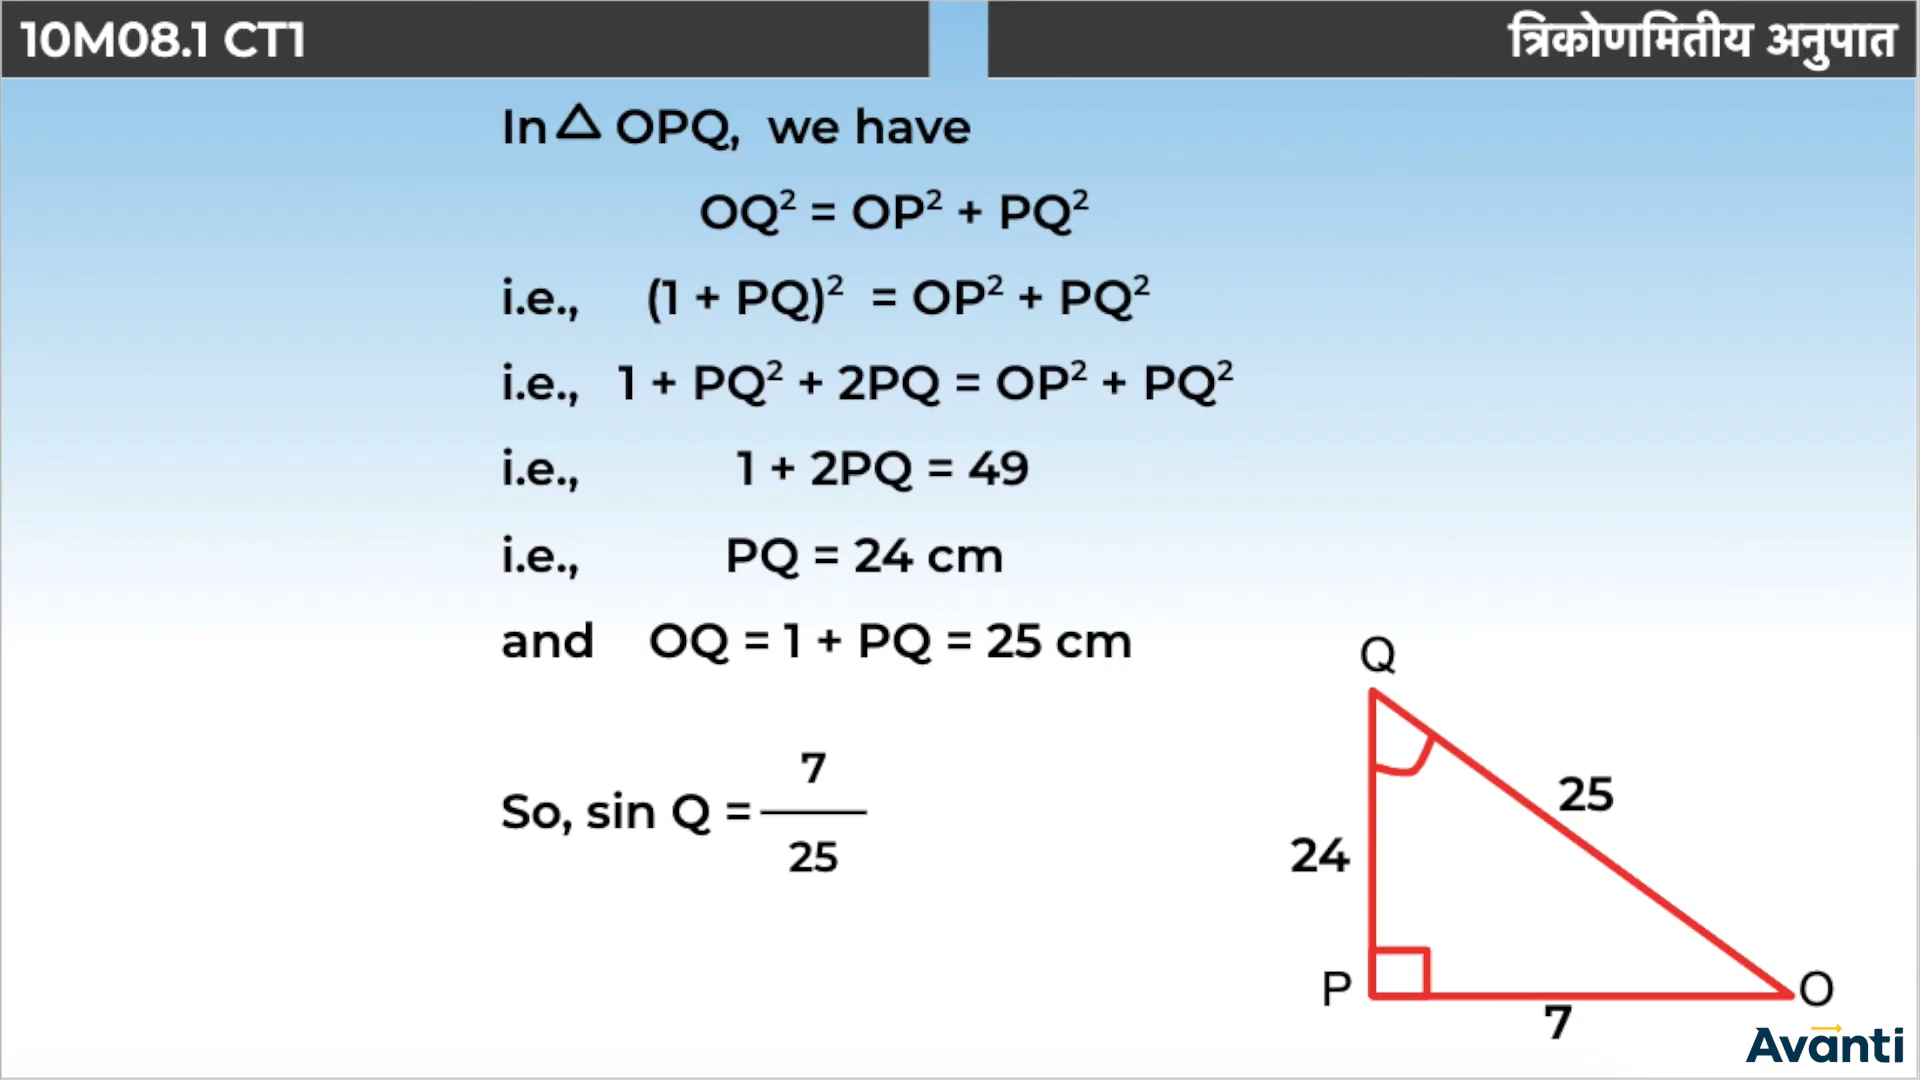 10M08.1 CT1
त्रिकोणमितीय अनुपात
In △ OPQ, we have
OQ² = OP² + PQ²
i.e., (1 + PQ)² = OP² + PQ²
i.e., 1 + PQ² + 2PQ = OP² + PQ²
i.e., 1 + 2PQ = 49
i.e., PQ = 24 cm
and OQ = 1 + PQ = 25 cm
So, sin Q = 7/25
Q
25
24
P
O
7
Avanti